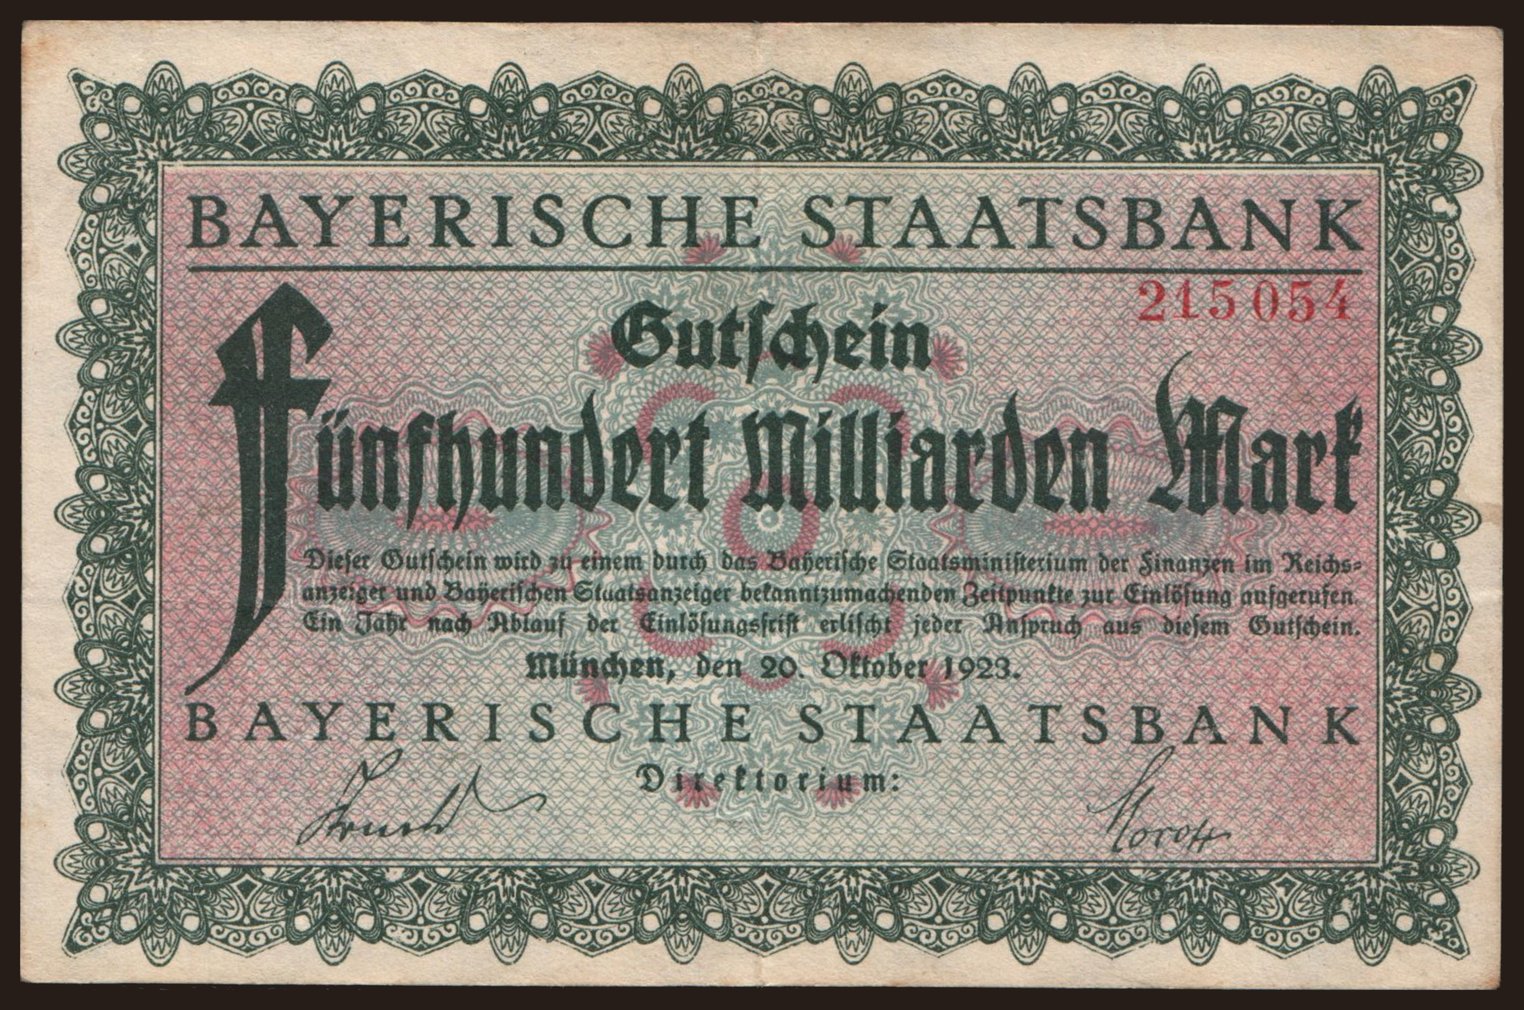 BAYERISCHE STAATSBANK
215054
Gutschein
Fünfhundert Milliarden Mark
Dieser Gutschein wird zu einem durch das Bayerische Staatsministerium der Finanzen im Reichs-
anzeiger und Bayerischen Staatsanzeiger bekanntzumachenden Zeitpunkte zur Einlösung aufgerufen.
Ein Jahr nach Ablauf der Einlösungsfrist erlischt jeder Anspruch aus diesem Gutschein.
München, den 20. Oktober 1923.
BAYERISCHE STAATSBANK
Direktorium: